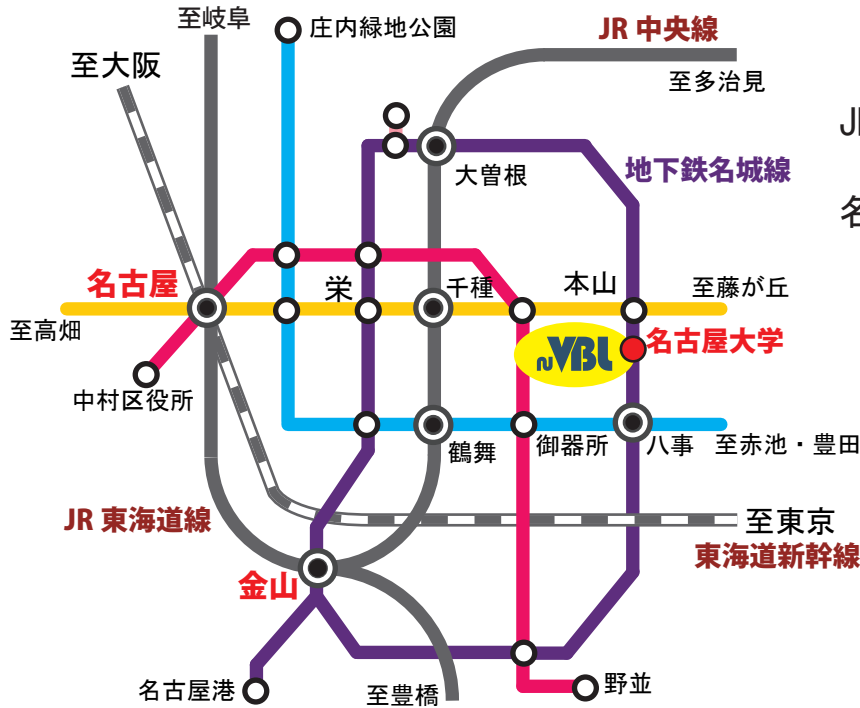 至岐阜
庄内緑地公園
JR 中央線
至大阪
至多治見
JR
大曽根
地下鉄名城線
名
名古屋
栄
千種
本山
至藤が丘
至高畑
名古屋大学
VBL
中村区役所
鶴舞
御器所
八事
至赤池・豊田
JR 東海道線
至東京
東海道新幹線
金山
名古屋港
至豊橋
野並